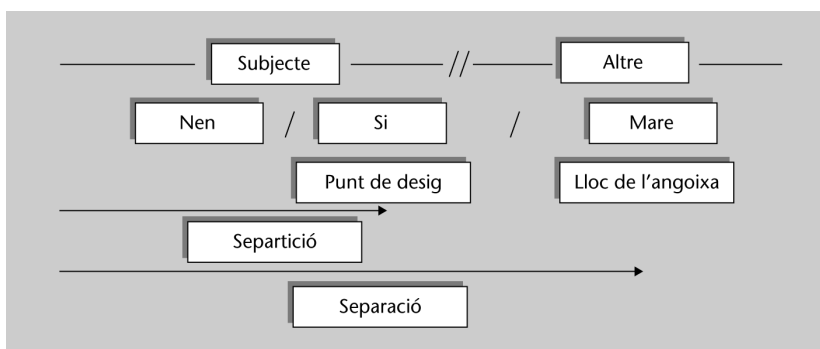 Subjecte // Altre
Nen / Si / Mare
Punt de desig Lloc de l'angoixa
Separtició
Separació